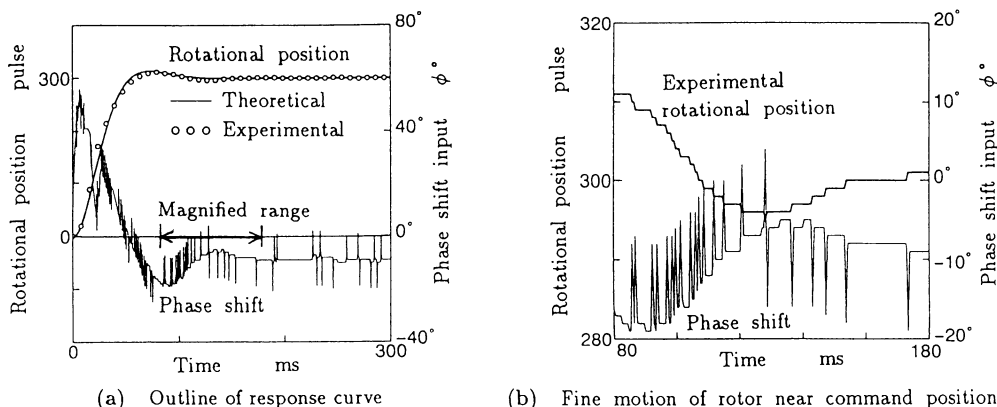 80°
320
20°
pulse
Rotational position
300
Theoretical
Experimental
40°
φ°
Phase shift input
Rotational position
Magnified range
0
0°
Phase shift
−40°
0
Time
ms
300
(a) Outline of response curve
pulse
Rotational position
Experimental
rotational position
10°
φ°
Phase shift input
300
0°
−10°
Phase shift
280
−20°
80
Time
ms
180
(b) Fine motion of rotor near command position